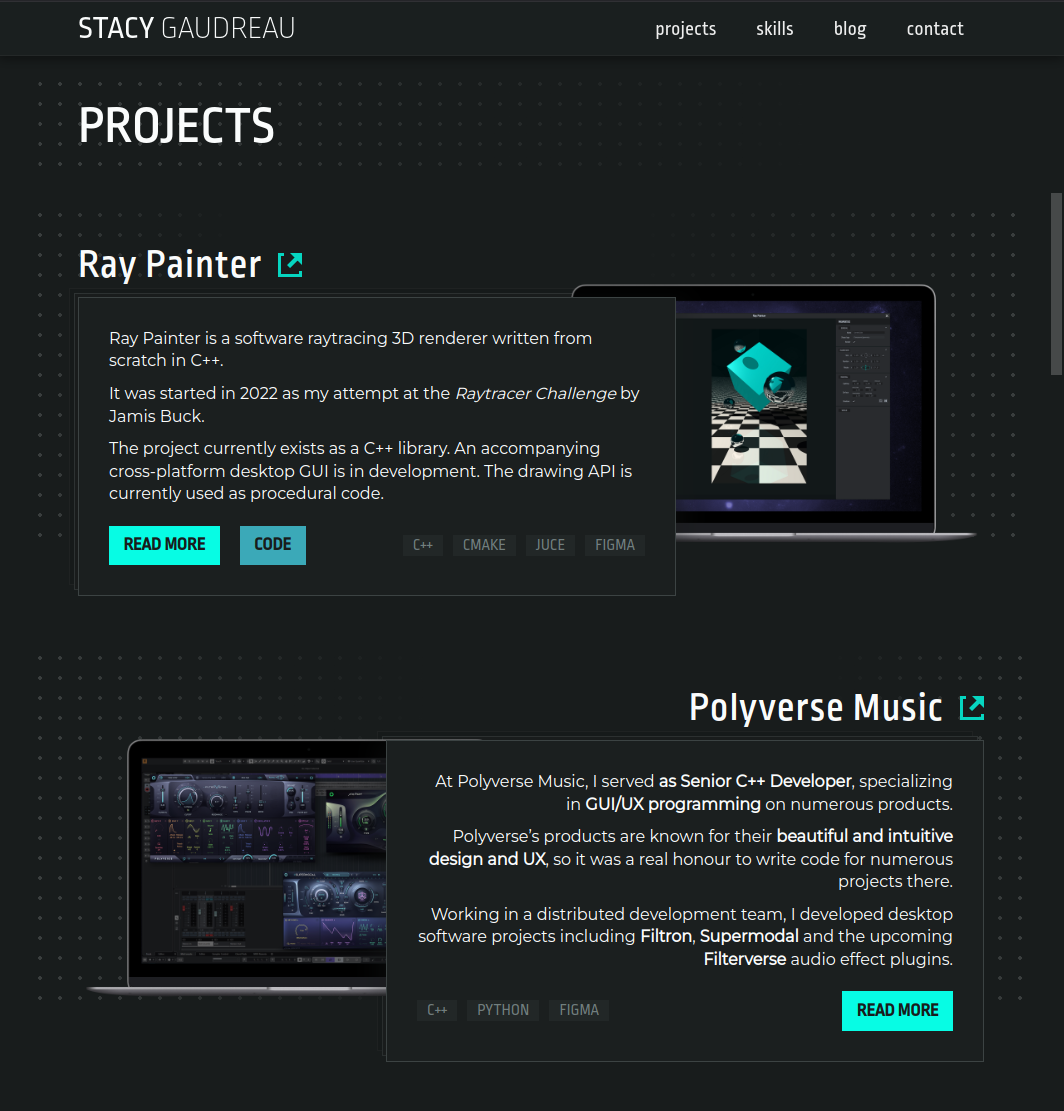 STACY GAUDREAU
projects skills blog contact
PROJECTS
Ray Painter
Ray Painter is a software raytracing 3D renderer written from
scratch in C++.
It was started in 2022 as my attempt at the Raytracer Challenge by
Jamis Buck.
The project currently exists as a C++ library. An accompanying
cross-platform desktop GUI is in development. The drawing API is
currently used as procedural code.
READ MORE CODE C++ CMAKE JUCE FIGMA
Polyverse Music
At Polyverse Music, I served as Senior C++ Developer, specializing
in GUI/UX programming on numerous products.
Polyverse’s products are known for their beautiful and intuitive
design and UX, so it was a real honour to write code for numerous
projects there.
Working in a distributed development team, I developed desktop
software projects including Filtron, Supermodal and the upcoming
Filterverse audio effect plugins.
C++ PYTHON FIGMA READ MORE